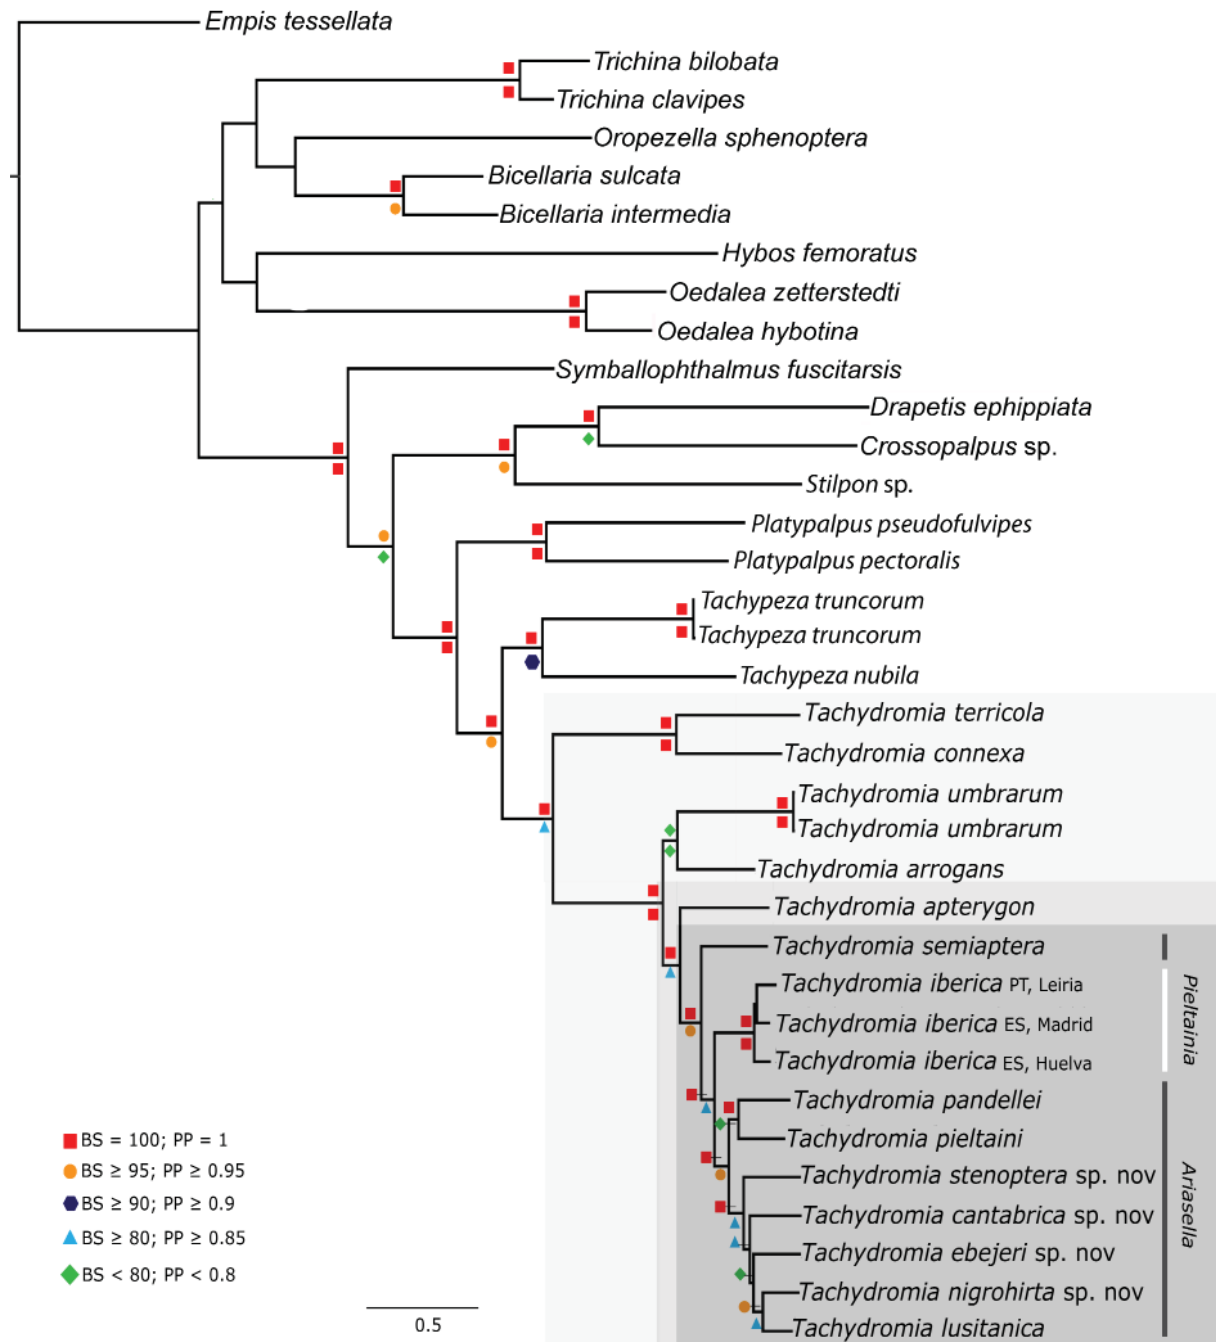 Empis tessellata
Trichina bilobata
Trichina clavipes
Oropezella sphenoptera
Bicellaria sulcata
Bicellaria intermedia
Hybos femoratus
Oedalea zetterstedti
Oedalea hybotina
Symballophthalmus fuscitarsis
Drapetis ephippiata
Crossopalpus sp.
Stilpon sp.
Platypalpus pseudofulvipes
Platypalpus pectoralis
Tachypeza truncorum
Tachypeza truncorum
Tachypeza nubila
Tachydromia terricola
Tachydromia connexa
Tachydromia umbrarum
Tachydromia umbrarum
Tachydromia arrogans
Tachydromia apterygon
Tachydromia semiaptera
Tachydromia iberica PT, Leiria
Tachydromia iberica ES, Madrid
Tachydromia iberica ES, Huelva
Tachydromia pandellei
Tachydromia pieltaini
Tachydromia stenoptera sp. nov
Tachydromia cantabrica sp. nov
Tachydromia ebejeri sp. nov
Tachydromia nigrohirta sp. nov
Tachydromia lusitanica
Pieltainia
Ariasella
BS = 100; PP = 1
BS ≥ 95; PP ≥ 0.95
BS ≥ 90; PP ≥ 0.9
BS ≥ 80; PP ≥ 0.85
BS < 80; PP < 0.8
0.5